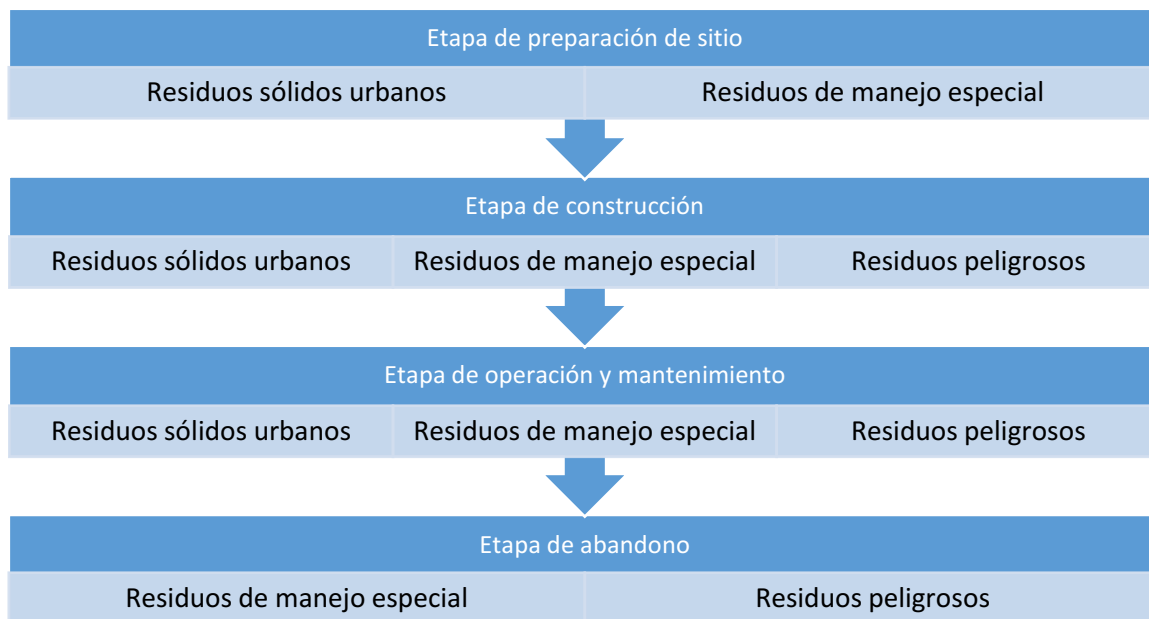 Etapa de preparación de sitio
Residuos sólidos urbanos
Residuos de manejo especial
Etapa de construcción
Residuos sólidos urbanos
Residuos de manejo especial
Residuos peligrosos
Etapa de operación y mantenimiento
Residuos sólidos urbanos
Residuos de manejo especial
Residuos peligrosos
Etapa de abandono
Residuos de manejo especial
Residuos peligrosos